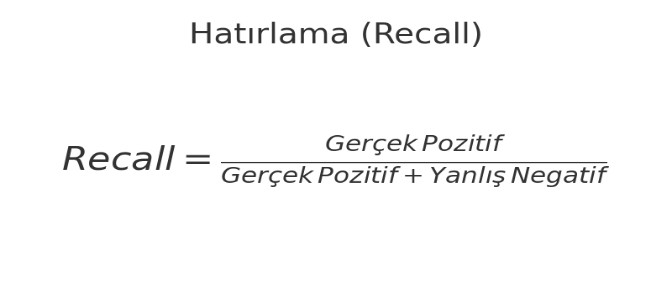 Hatırlama (Recall)
Recall = Gerçek Pozitif
Gerçek Pozitif + Yanlış Negatif